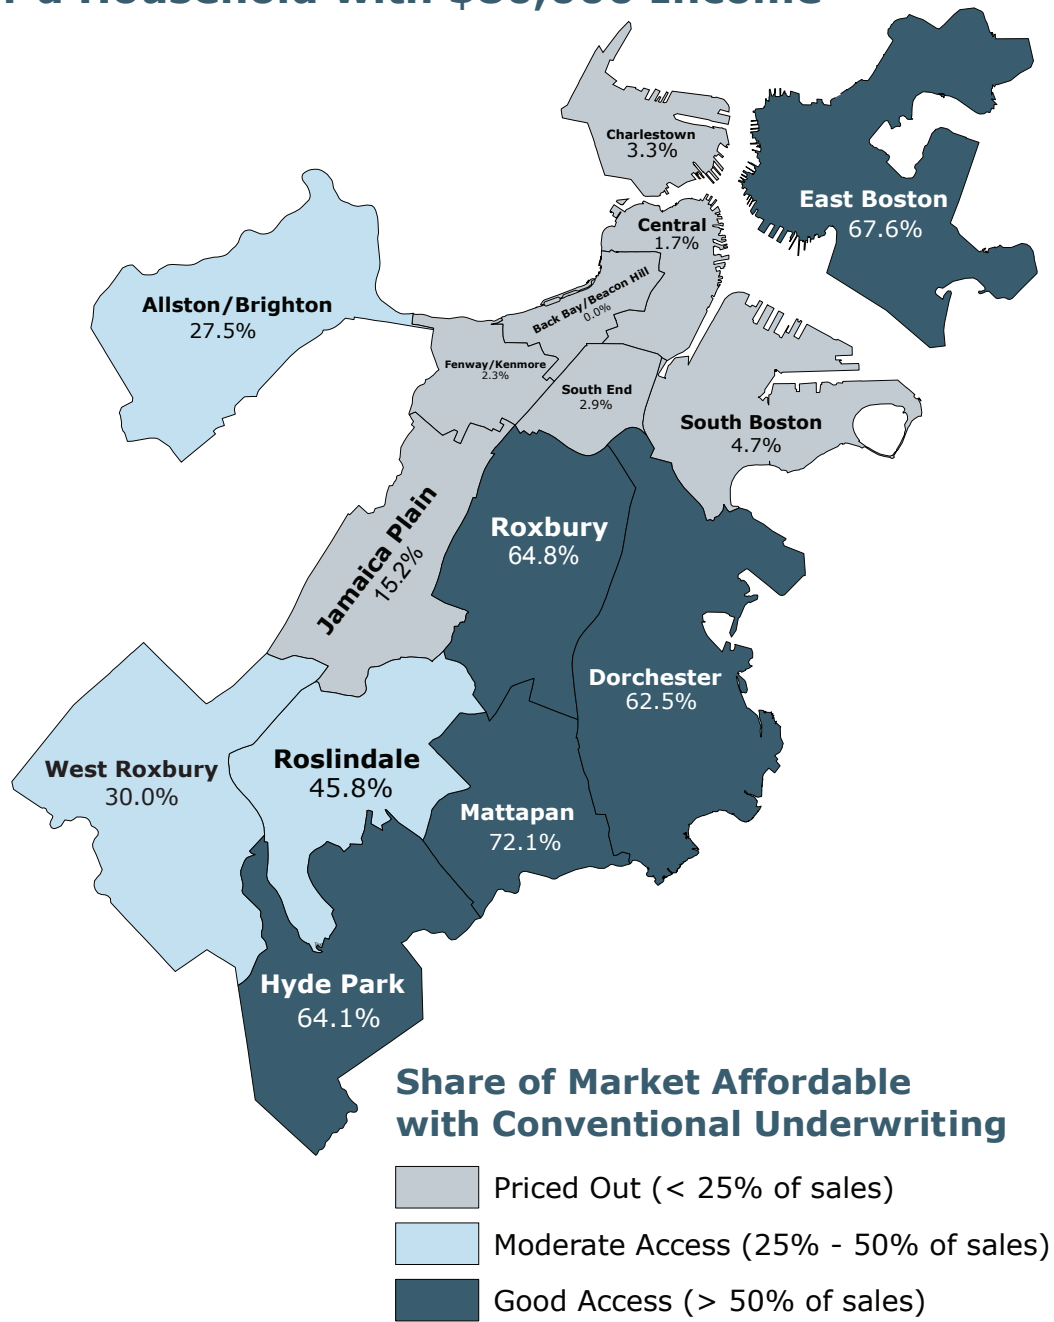 Household with
Income
Charlestown
3.3%
East Boston
67.6%
Central
1.7%
Back Bay/Beacon Hill
0.0%
Allston/Brighton
27.5%
Fenway/Kenmore
2.3%
South End
2.9%
South Boston
4.7%
Jamaica Plain
15.2%
Roxbury
64.8%
Dorchester
62.5%
West Roxbury
30.0%
Roslindale
45.8%
Mattapan
72.1%
Hyde Park
64.1%
Share of Market Affordable
with Conventional Underwriting
Priced Out (< 25% of sales)
Moderate Access (25% - 50% of sales)
Good Access (> 50% of sales)